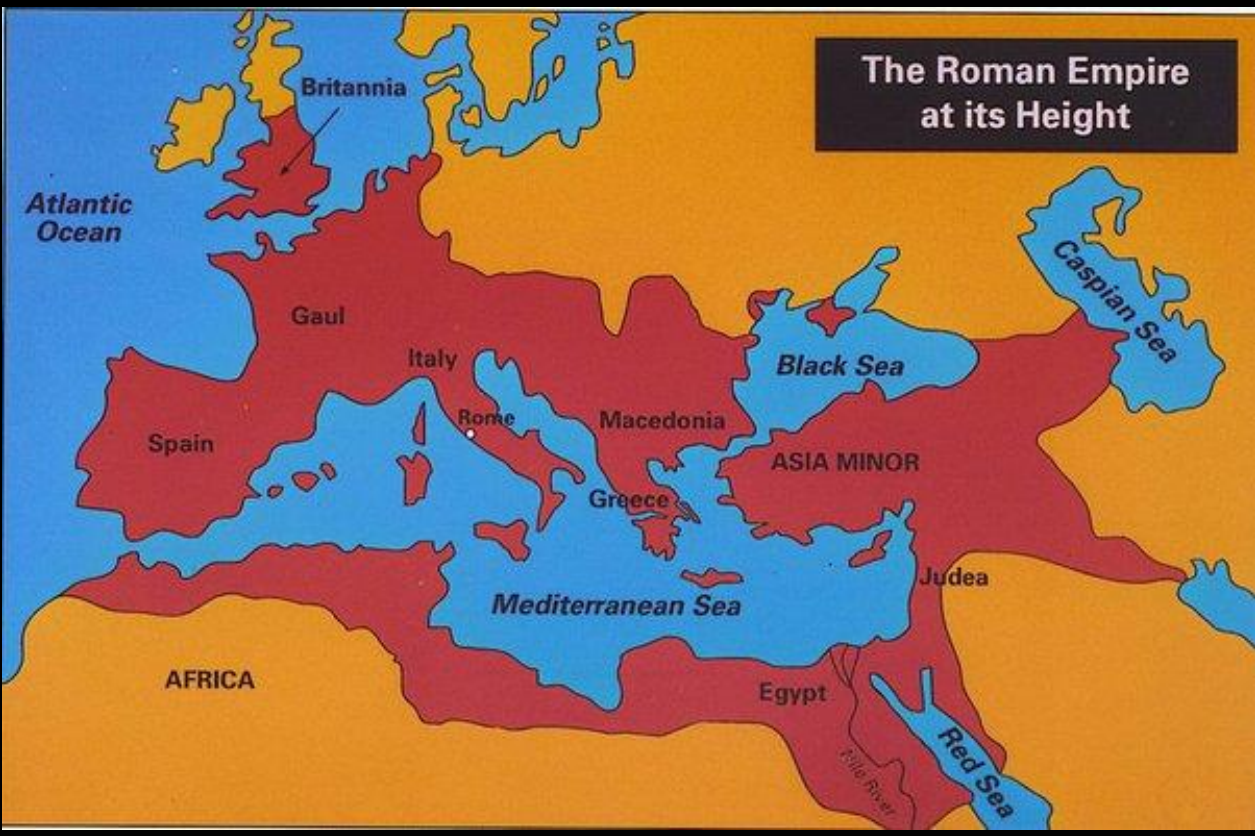 The Roman Empire
at its Height
Britannia
Atlantic
Ocean
Caspian Sea
Gaul
Italy
Black Sea
Rome
Macedonia
Spain
ASIA MINOR
Greece
Judea
Mediterranean Sea
AFRICA
Egypt
Nile River
Red Sea